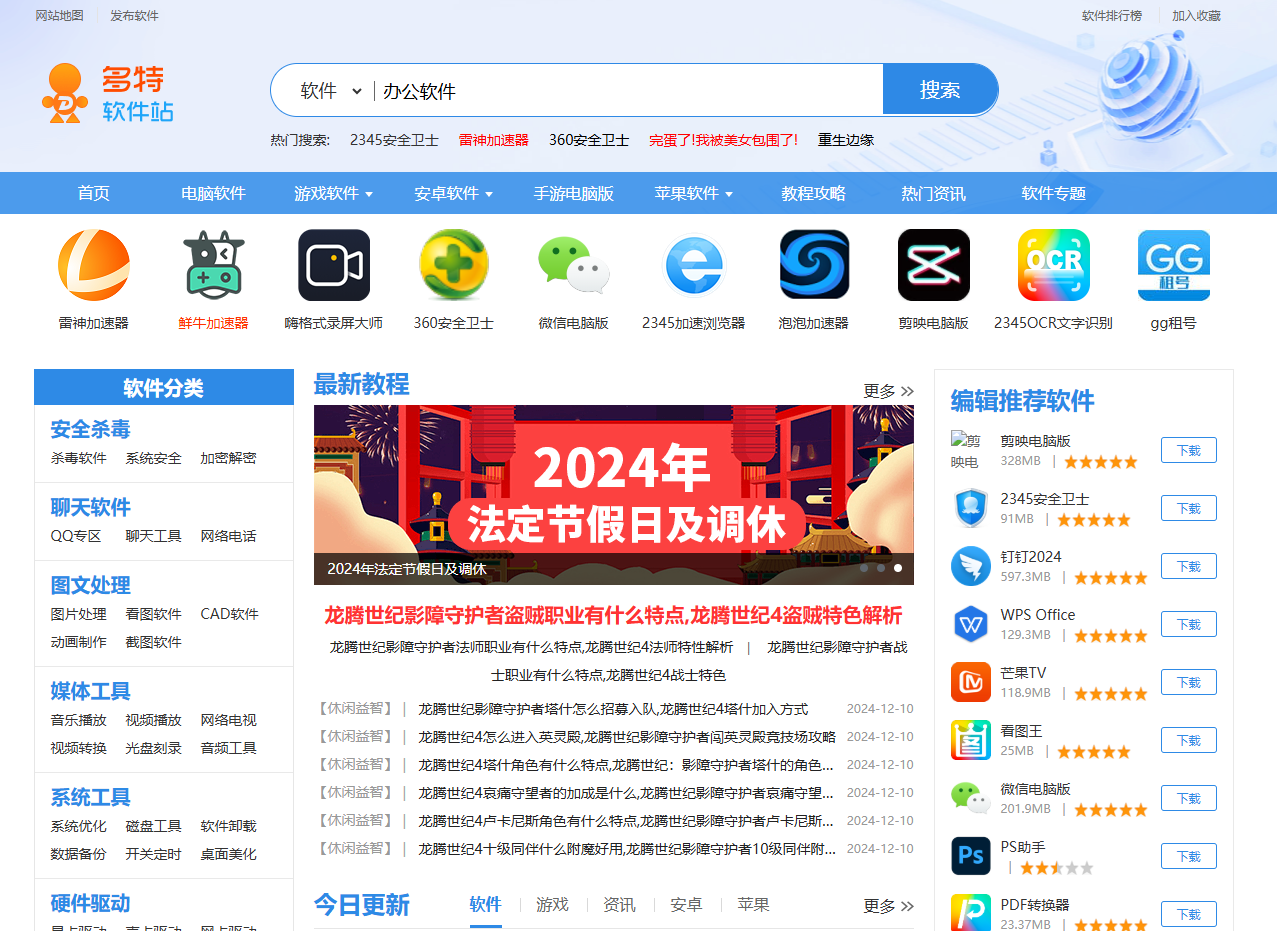 网站地图 发布软件 软件排行榜 加入收藏
多特
软件站
软件 办公软件 搜索
热门搜索: 2345安全卫士 雷神加速器 360安全卫士 完蛋了!我被美女包围了! 重生边缘
首页 电脑软件 游戏软件 安卓软件 手游电脑版 苹果软件 教程攻略 热门资讯 软件专题
OCR
GG
租号
雷神加速器 鲜牛加速器 嗨格式录屏大师 360安全卫士 微信电脑版 2345加速浏览器 泡泡加速器 剪映电脑版 2345OCR文字识别 gg租号
软件分类
安全杀毒
杀毒软件 系统安全 加密解密
聊天软件
QQ专区 聊天工具 网络电话
图文处理
图片处理 看图软件 CAD软件
动画制作 截图软件
媒体工具
音乐播放 视频播放 网络电视
视频转换 光盘刻录 音频工具
系统工具
系统优化 磁盘工具 软件卸载
数据备份 开关定时 桌面美化
硬件驱动
最新教程 更多
2024年
法定节假日及调休
2024年法定节假日及调休
龙腾世纪影障守护者盗贼职业有什么特点,龙腾世纪4盗贼特色解析
龙腾世纪影障守护者法师职业有什么特点,龙腾世纪4法师特性解析 | 龙腾世纪影障守护者战
士职业有什么特点,龙腾世纪4战士特色
【休闲益智】 | 龙腾世纪影障守护者塔什怎么招募入队,龙腾世纪4塔什加入方式 2024-12-10
【休闲益智】 | 龙腾世纪4怎么进入英灵殿,龙腾世纪影障守护者闯英灵殿竞技场攻略 2024-12-10
【休闲益智】 | 龙腾世纪4塔什角色有什么特点,龙腾世纪：影障守护者塔什的角色... 2024-12-10
【休闲益智】 | 龙腾世纪4哀痛守望者的加成是什么,龙腾世纪影障守护者哀痛守望... 2024-12-10
【休闲益智】 | 龙腾世纪4卢卡尼斯角色有什么特点,龙腾世纪影障守护者卢卡尼斯... 2024-12-10
【休闲益智】 | 龙腾世纪4十级同伴什么附魔好用,龙腾世纪影障守护者10级同伴附... 2024-12-10
今日更新 软件 游戏 资讯 安卓 苹果 更多
编辑推荐软件
剪
映电
剪映电脑版
328MB | 下载
2345安全卫士
91MB | 下载
钉钉2024
597.3MB | 下载
WPS Office
129.3MB | 下载
芒果TV
118.9MB | 下载
看图王
25MB | 下载
微信电脑版
201.9MB | 下载
Ps
PS助手
| 下载
PDF转换器
23.37MB | 下载